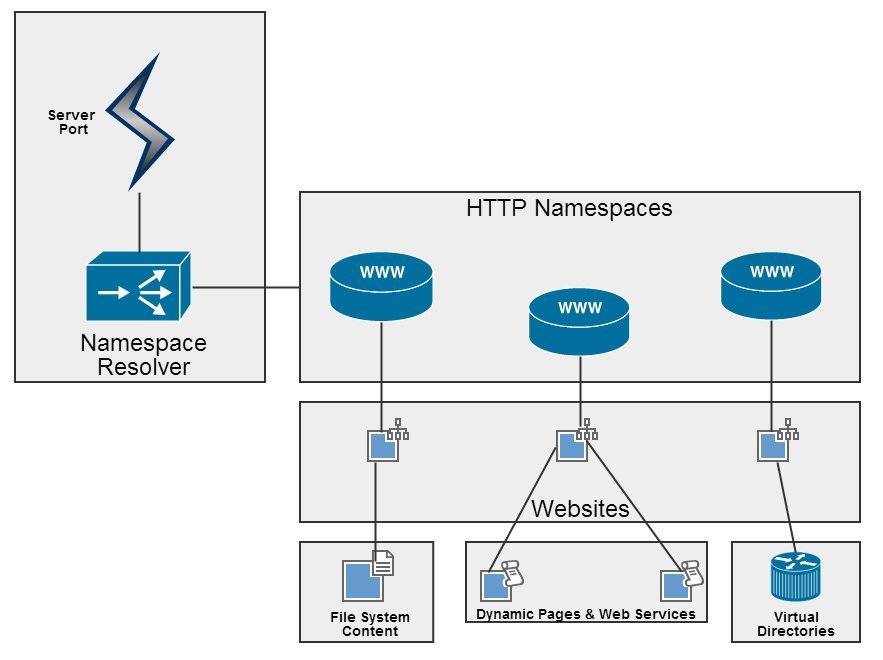 Server
Port
Namespace
Resolver
HTTP Namespaces
WWW
WWW
WWW
Websites
File System
Content
Dynamic Pages & Web Services
Virtual
Directories